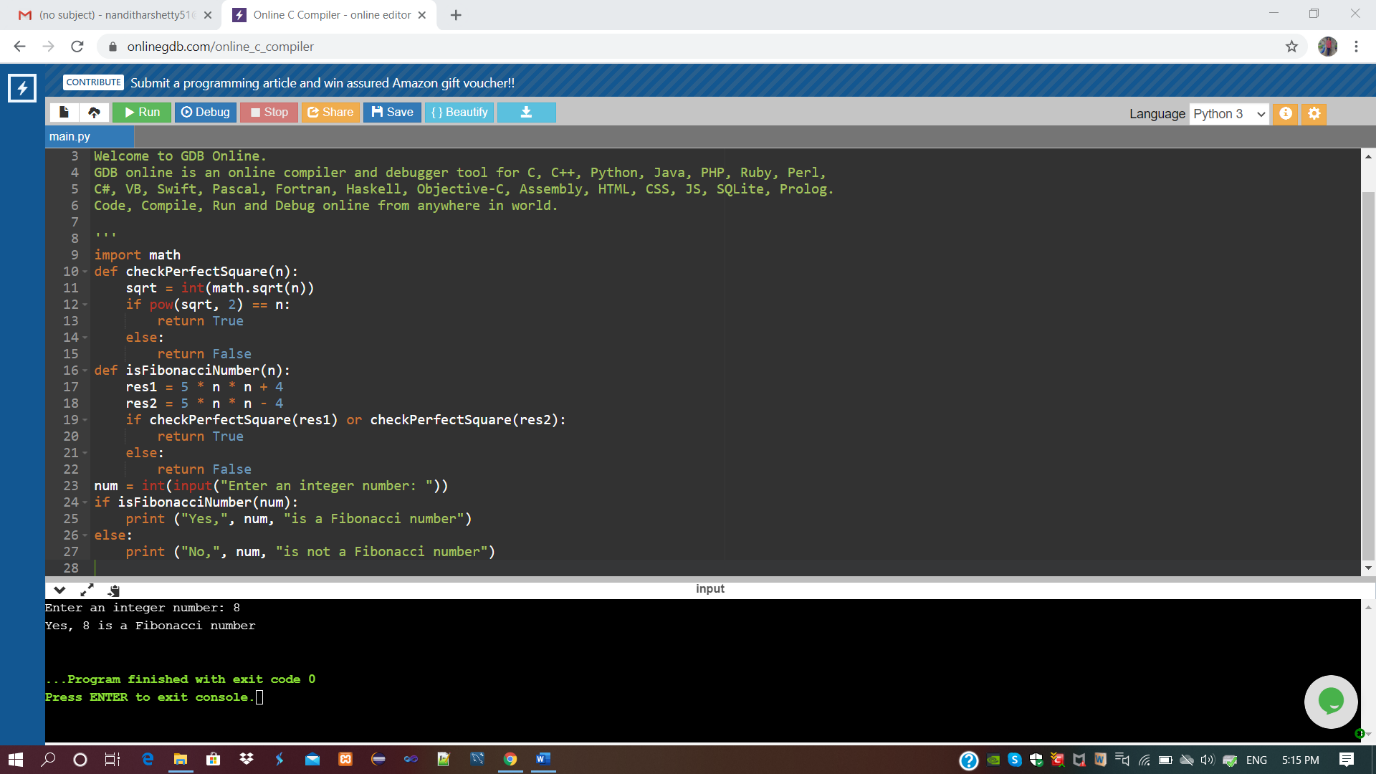 (no subject) - nanditharshetty51
Online C Compiler - online editor
onlinegdb.com/online_c_compiler
CONTRIBUTE Submit a programming article and win assured Amazon gift voucher!!
Run Debug Stop Share Save { } Beautify Language Python 3
main.py
3 Welcome to GDB Online.
4 GDB online is an online compiler and debugger tool for C, C++, Python, Java, PHP, Ruby, Perl,
5 C#, VB, Swift, Pascal, Fortran, Haskell, Objective-C, Assembly, HTML, CSS, JS, SQLite, Prolog.
6 Code, Compile, Run and Debug online from anywhere in world.
7
8 '''
9 import math
10 def checkPerfectSquare(n):
11 sqrt = int(math.sqrt(n))
12 if pow(sqrt, 2) == n:
13 return True
14 else:
15 return False
16 def isFibonacciNumber(n):
17 res1 = 5 * n * n + 4
18 res2 = 5 * n * n - 4
19 if checkPerfectSquare(res1) or checkPerfectSquare(res2):
20 return True
21 else:
22 return False
23 num = int(input("Enter an integer number: "))
24 if isFibonacciNumber(num):
25 print ("Yes,", num, "is a Fibonacci number")
26 else:
27 print ("No,", num, "is not a Fibonacci number")
28
input
Enter an integer number: 8
Yes, 8 is a Fibonacci number
...Program finished with exit code 0
Press ENTER to exit console.
ENG 5:15 PM